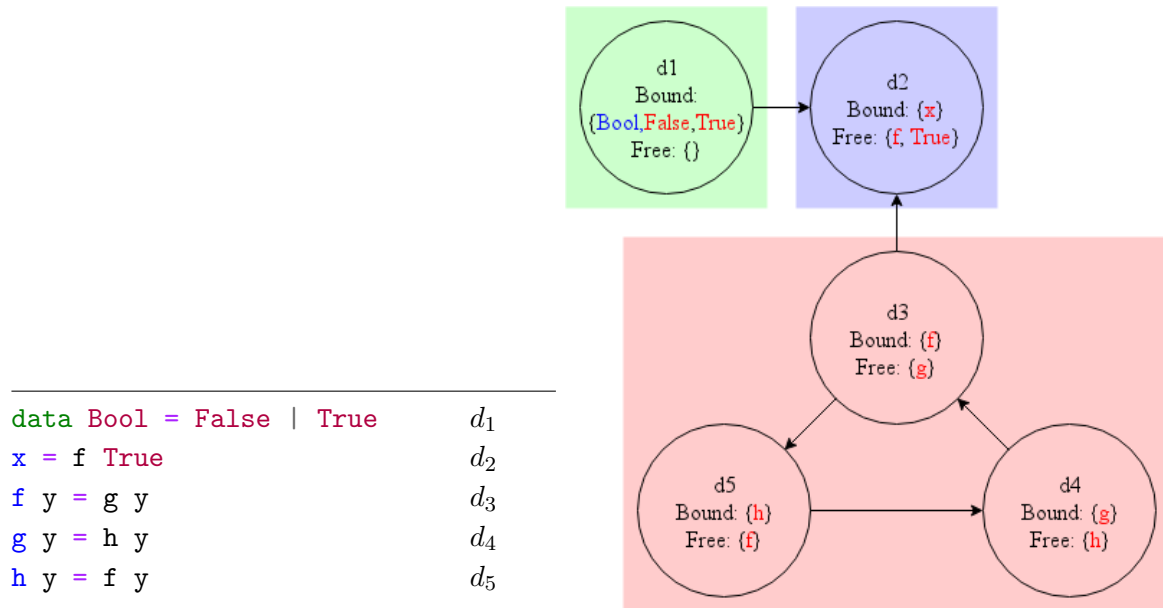 data Bool = False | True d₁
x = f True d₂
f y = g y d₃
g y = h y d₄
h y = f y d₅
d1
Bound:
{Bool,False,True}
Free: {}
d2
Bound: {x}
Free: {f, True}
d3
Bound: {f}
Free: {g}
d5
Bound: {h}
Free: {f}
d4
Bound: {g}
Free: {h}